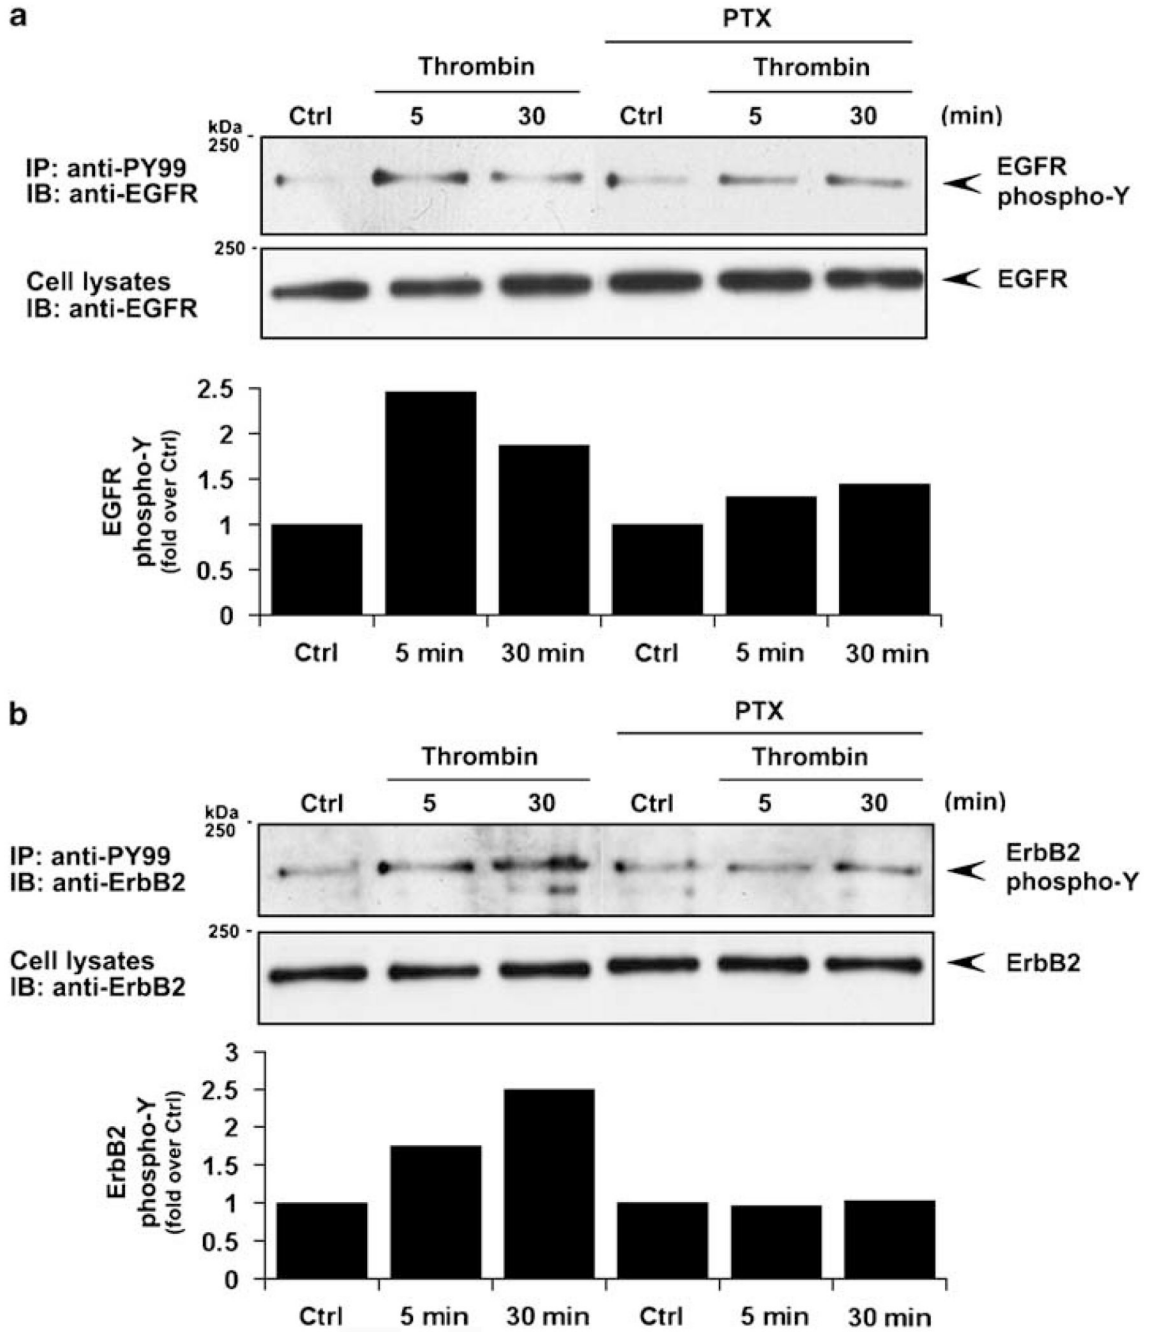 a
PTX
Thrombin Thrombin
Ctrl 5 30 Ctrl 5 30 (min)
kDa
250 -
IP: anti-PY99
IB: anti-EGFR
EGFR
phospho-Y
250 -
Cell lysates
IB: anti-EGFR
EGFR
2.5
2
1.5
1
0.5
0
EGFR
phospho-Y
(fold over Ctrl)
Ctrl 5 min 30 min Ctrl 5 min 30 min
b
PTX
Thrombin Thrombin
Ctrl 5 30 Ctrl 5 30 (min)
kDa
250 -
IP: anti-PY99
IB: anti-ErbB2
ErbB2
phospho-Y
250 -
Cell lysates
IB: anti-ErbB2
ErbB2
3
2.5
2
1.5
1
0.5
0
ErbB2
phospho-Y
(fold over Ctrl)
Ctrl 5 min 30 min Ctrl 5 min 30 min